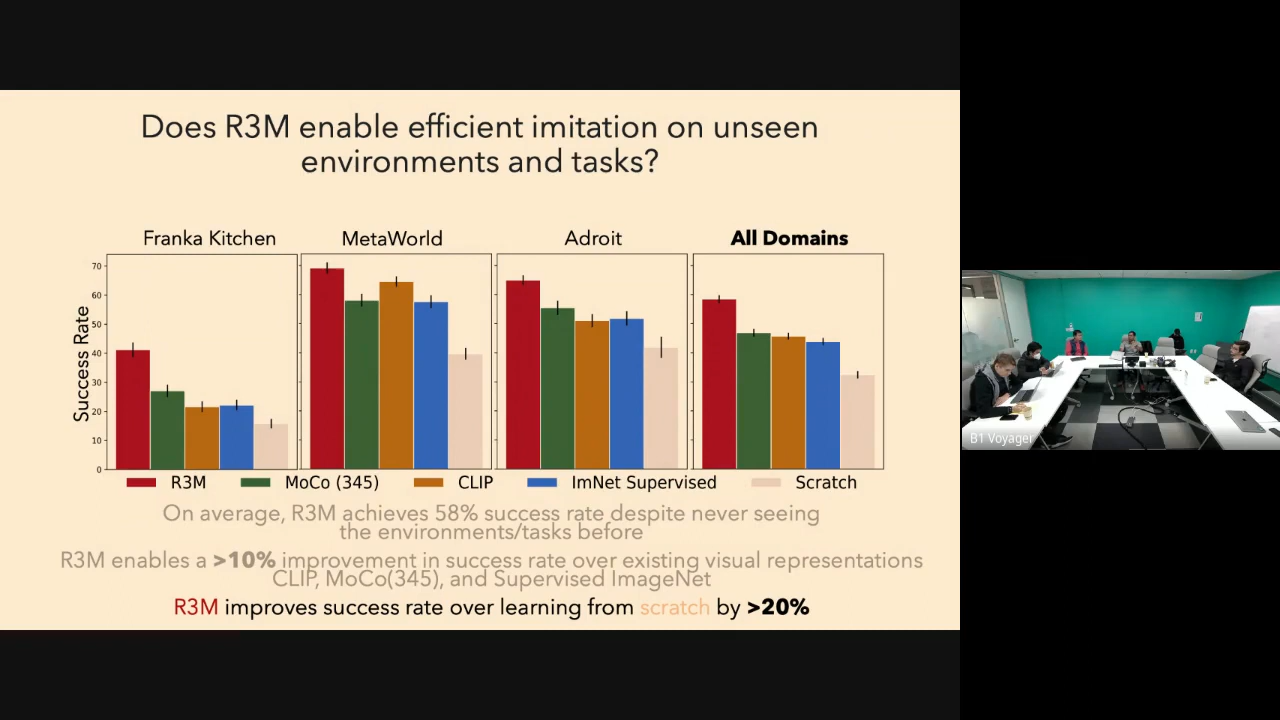 Does R3M enable efficient imitation on unseen
environments and tasks?
Franka Kitchen
MetaWorld
Adroit
All Domains
Success Rate
70
60
50
40
30
20
10
0
R3M
MoCo (345)
CLIP
ImNet Supervised
Scratch
On average, R3M achieves 58% success rate despite never seeing
the environments/tasks before
R3M enables a >10% improvement in success rate over existing visual representations
CLIP, MoCo(345), and Supervised ImageNet
R3M improves success rate over learning from scratch by >20%
B1 Voyager